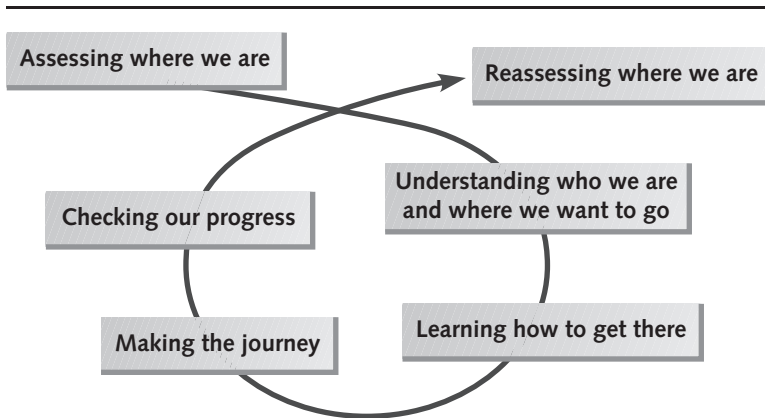 Assessing where we are
Reassessing where we are
Understanding who we are
and where we want to go
Checking our progress
Learning how to get there
Making the journey